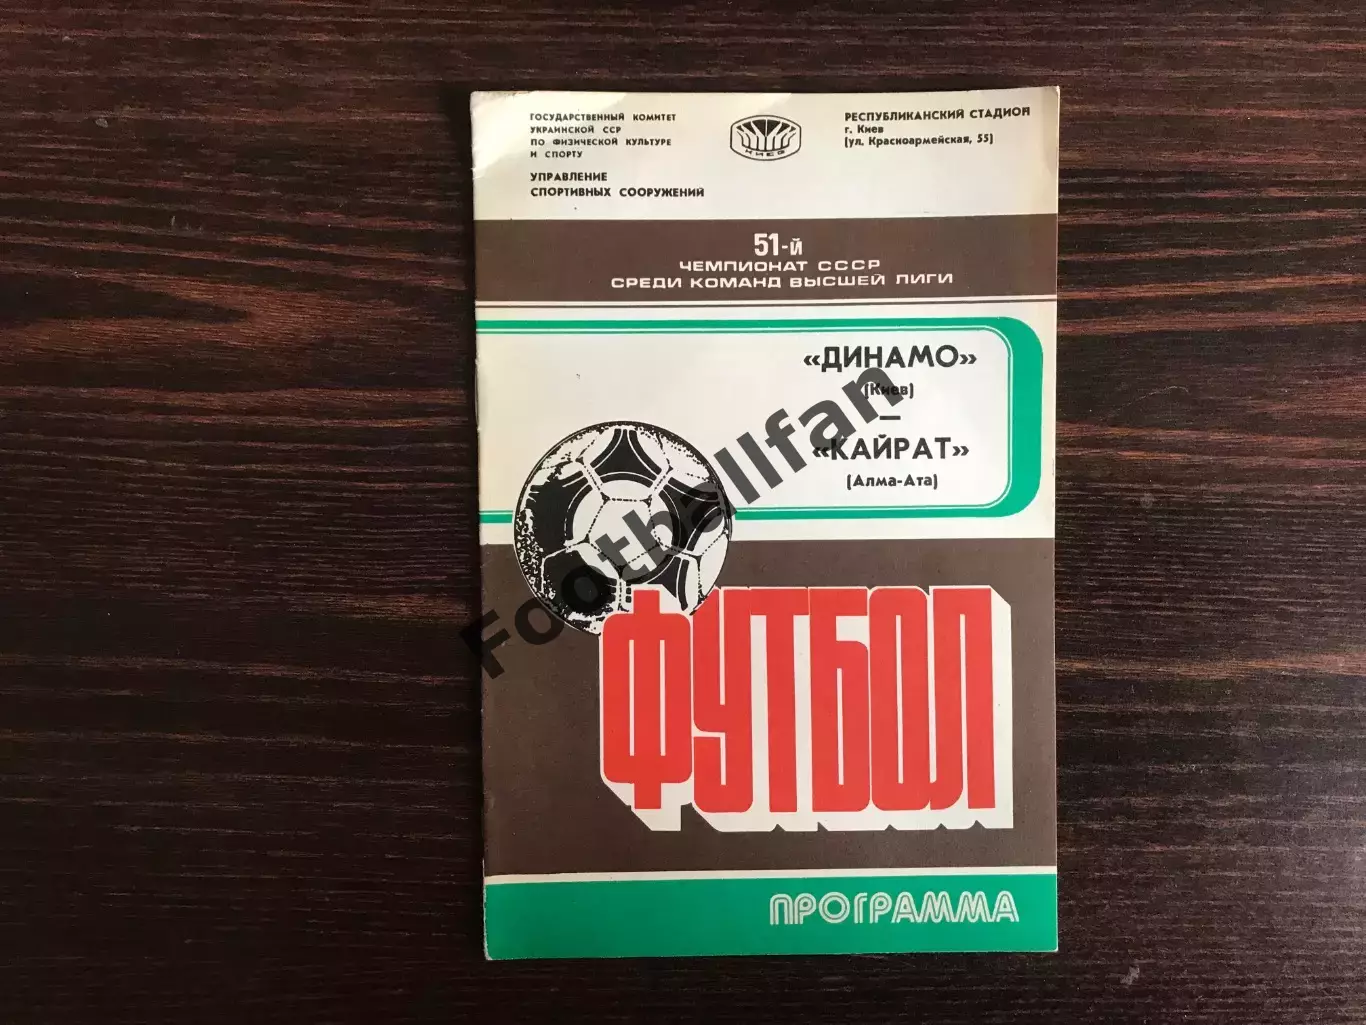 ГОСУДАРСТВЕННЫЙ КОМИТЕТ
УКРАИНСКОЙ ССР
ПО ФИЗИЧЕСКОЙ КУЛЬТУРЕ
И СПОРТУ
УПРАВЛЕНИЕ
СПОРТИВНЫХ СООРУЖЕНИЙ
КИЕВ
РЕСПУБЛИКАНСКИЙ СТАДИОН
г. Киев
(ул. Красноармейская, 55)
51-й
ЧЕМПИОНАТ СССР
СРЕДИ КОМАНД ВЫСШЕЙ ЛИГИ
«ДИНАМО»
(Киев)
—
«КАЙРАТ»
(Алма-Ата)
Footballfan
ФУТБОЛ
ПРОГРАММА